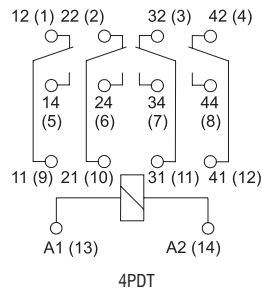 12 (1) 22 (2) 32 (3) 42 (4)
14 24 34 44
(5) (6) (7) (8)
11 (9) 21 (10) 31 (11) 41 (12)
A1 (13) A2 (14)
4PDT